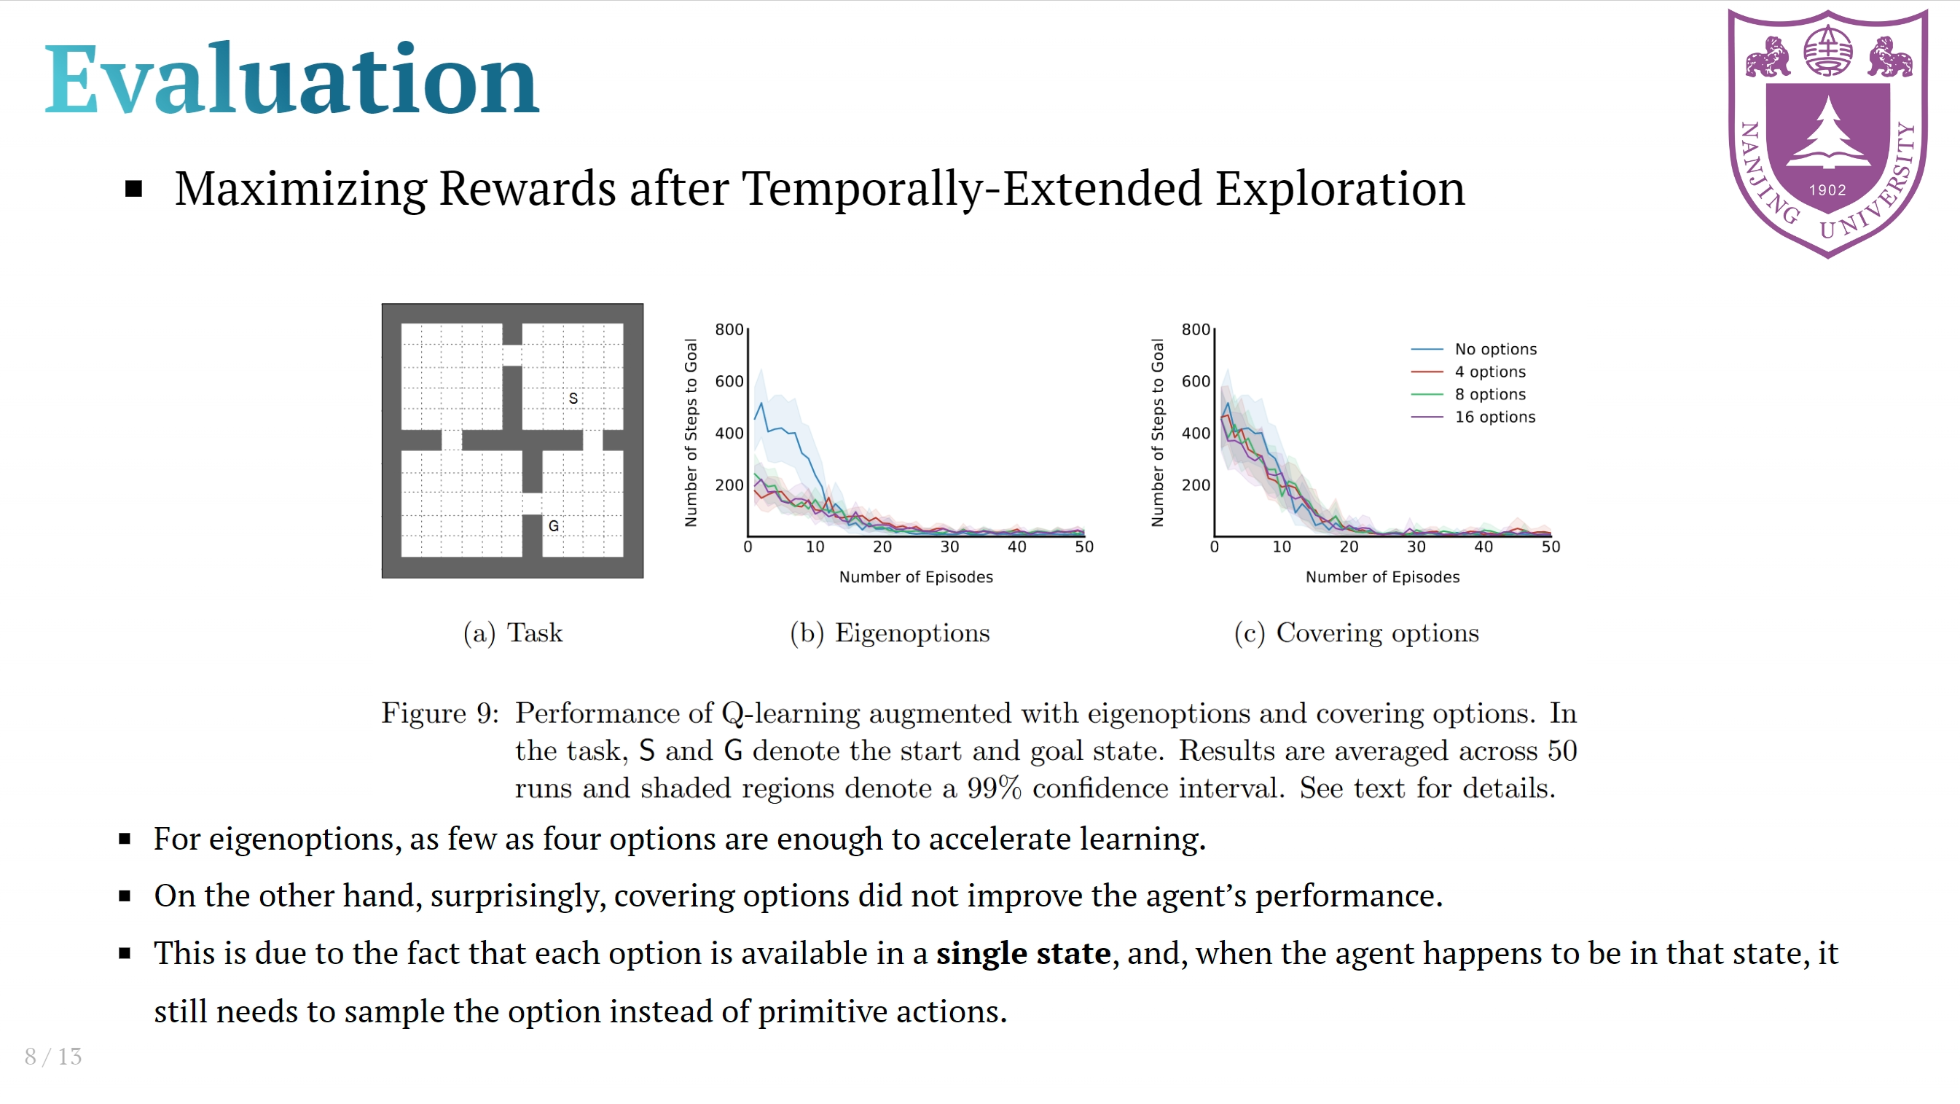 Evaluation
NANJING UNIVERSITY
1902
▪ Maximizing Rewards after Temporally-Extended Exploration
S
G
Number of Steps to Goal
800
600
400
200
0 10 20 30 40 50
Number of Episodes
Number of Steps to Goal
800
600
400
200
0 10 20 30 40 50
Number of Episodes
No options
4 options
8 options
16 options
(a) Task
(b) Eigenoptions
(c) Covering options
Figure 9: Performance of Q-learning augmented with eigenoptions and covering options. In
the task, S and G denote the start and goal state. Results are averaged across 50
runs and shaded regions denote a 99% confidence interval. See text for details.
▪ For eigenoptions, as few as four options are enough to accelerate learning.
▪ On the other hand, surprisingly, covering options did not improve the agent’s performance.
▪ This is due to the fact that each option is available in a single state, and, when the agent happens to be in that state, it
still needs to sample the option instead of primitive actions.
8 / 13